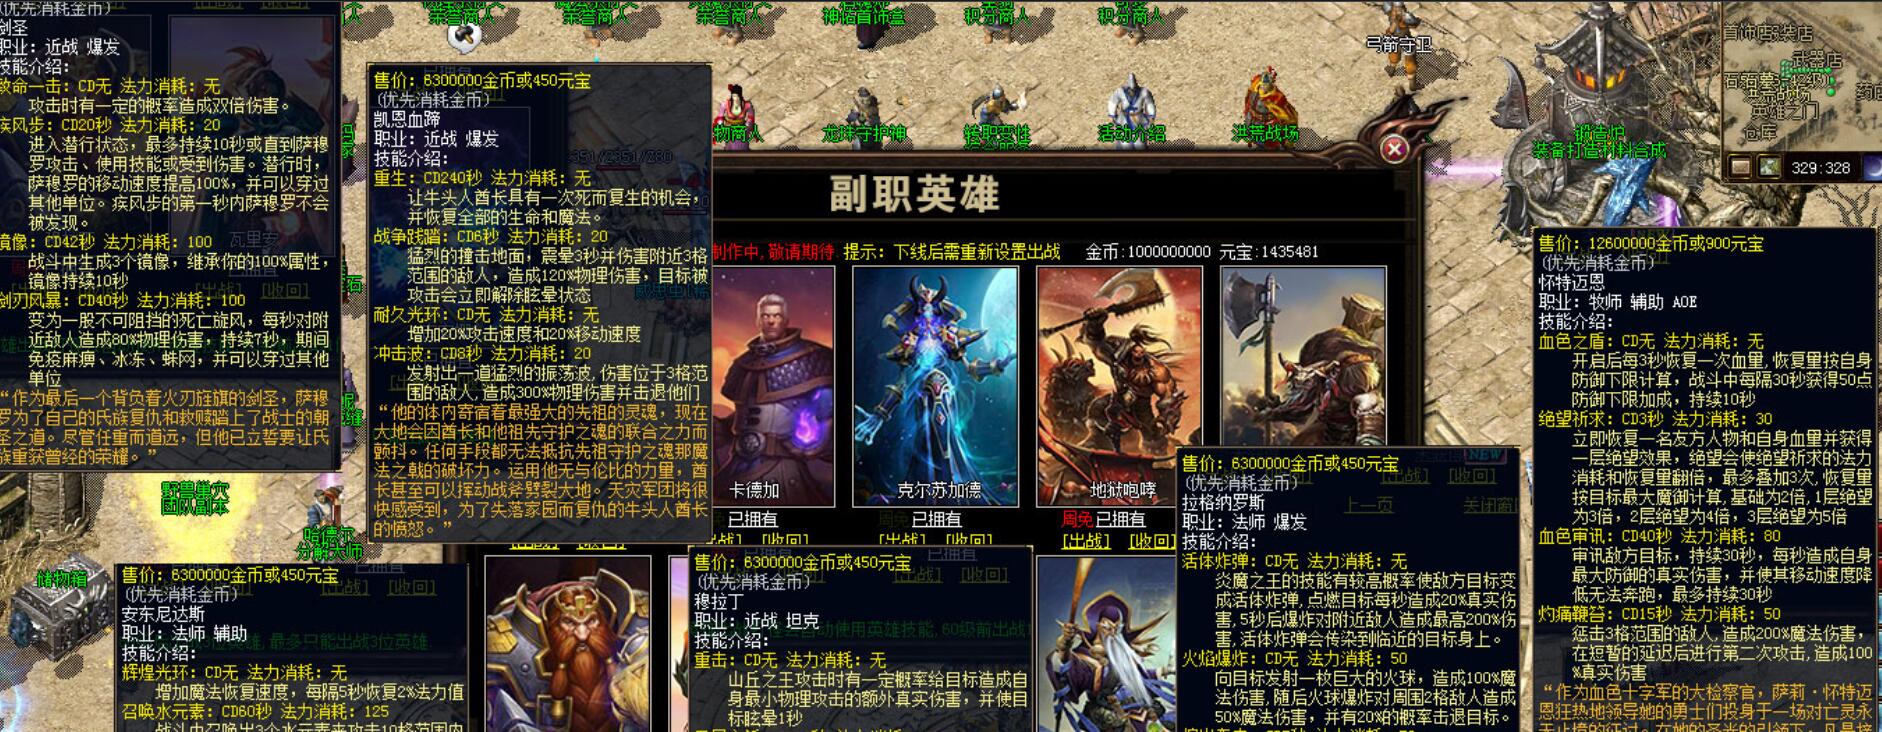 荣誉商人
荣誉商人
荣誉商人
神秘首饰盒
积分商人
积分商人
弓箭守卫
龙珠守护神
活动介绍
洪荒战场
锻造炉
装备打造材料合成
武器店
仓库
329:328
(优先消耗金币)
剑圣
职业：近战 爆发
技能介绍：
致命一击：CD无 法力消耗：无
攻击时有一定的概率造成双倍伤害。
疾风步：CD20秒 法力消耗：20
进入潜行状态，最多持续10秒或直到萨穆
罗攻击、使用技能或受到伤害。潜行时，
萨穆罗的移动速度提高100%，并可以穿过
其他单位。疾风步的第一秒内萨穆罗不会
被发现。
镜像：CD42秒 法力消耗：100
战斗中生成3个镜像，继承你的100%属性，
镜像持续10秒
剑刃风暴：CD40秒 法力消耗：100
变为一股不可阻挡的死亡旋风，每秒对附
近敌人造成80%物理伤害，持续7秒，期间
免疫麻痹、冰冻、蛛网，并可以穿过其他
单位
“作为最后一个背负着火刃旌旗的剑圣，萨穆
罗为了自己的氏族复仇和救赎踏上了战士的朝
圣之道。尽管任重而道远，但他已立誓要让氏
族重获曾经的荣耀。”
售价：6300000金币或450元宝
(优先消耗金币)
凯恩血蹄
职业：近战 爆发
技能介绍：
重生：CD240秒 法力消耗：无
让牛头人酋长具有一次死而复生的机会，
并恢复全部的生命和魔法。
战争践踏：CD6秒 法力消耗：20
猛烈的撞击地面，震晕3秒并伤害附近3格
范围的敌人，造成120%物理伤害，目标被
攻击会立即解除眩晕状态
耐久光环：CD无 法力消耗：无
增加20%攻击速度和20%移动速度
冲击波：CD8秒 法力消耗：20
发射出一道猛烈的振荡波,伤害位于3格范
围的敌人,造成300%物理伤害并击退他们
“他的体内寄宿着最强大的先祖的灵魂，现在
大地会因酋长和他祖先守护之魂的联合之力而
颤抖。任何手段都无法抵抗先祖守护之魂那魔
法之戟的破坏力。运用他无与伦比的力量，酋
长甚至可以挥动战斧劈裂大地。天灾军团将很
快感受到，为了失落家园而复仇的牛头人酋长
的愤怒。”
副职英雄
制作中,敬请期待.
提示：下线后需重新设置出战
金币:1000000000 元宝:1435481
卡德加
克尔苏加德
地狱咆哮
已拥有
周免 已拥有
周免 已拥有
[出战] [收回]
[出战] [收回]
[出战] [收回]
售价：12600000金币或900元宝
(优先消耗金币)
怀特迈恩
职业：牧师 辅助 AOE
技能介绍：
血色之盾：CD无 法力消耗：无
开启后每3秒恢复一次血量,恢复量按自身
防御下限计算，战斗中每隔30秒获得50点
防御下限加成，持续10秒
绝望祈求：CD3秒 法力消耗：30
立即恢复一名友方人物和自身血量并获得
一层绝望效果，绝望会使绝望祈求的法力
消耗和恢复量翻倍，最多叠加3次,恢复量
按目标最大魔御计算,基础为2倍,1层绝望
为3倍，2层绝望为4倍，3层绝望为5倍
血色审讯：CD40秒 法力消耗：80
审讯敌方目标，持续30秒，每秒造成自身
最大防御的真实伤害，并使其移动速度降
低无法奔跑，最多持续30秒
灼痛鞭笞：CD15秒 法力消耗：50
惩击3格范围的敌人,造成200%魔法伤害，
在短暂的延迟后进行第二次攻击,造成100
%真实伤害
“作为血色十字军的大检察官，萨莉·怀特迈
恩狂热地领导她的勇士们投身于一场对亡灵永
售价：6300000金币或450元宝
(优先消耗金币)
拉格纳罗斯
职业：法师 爆发
技能介绍：
活体炸弹：CD无 法力消耗：无
炎魔之王的技能有较高概率使敌方目标变
成活体炸弹,点燃目标每秒造成20%真实伤
害,5秒后爆炸对附近敌人造成最高200%伤
害,活体炸弹会传染到临近的目标身上。
火焰爆炸：CD无 法力消耗：50
向目标发射一枚巨大的火球，造成100%魔
法伤害,随后火球爆炸对周围2格敌人造成
50%魔法伤害，并有20%的概率击退目标。
野兽巢穴
团队副本
哈德尔
分解大师
储物箱
售价：6300000金币或450元宝
(优先消耗金币)
安东尼达斯
职业：法师 辅助
技能介绍：
辉煌光环：CD无 法力消耗：无
增加魔法恢复速度，每隔5秒恢复2%法力值
召唤水元素：CD60秒 法力消耗：125
售价：6300000金币或450元宝
(优先消耗金币)
穆拉丁
职业：近战 坦克
技能介绍：
重击：CD无 法力消耗：无
山丘之王攻击时有一定概率给目标造成自
身最小物理攻击的额外真实伤害，并使目
标眩晕1秒